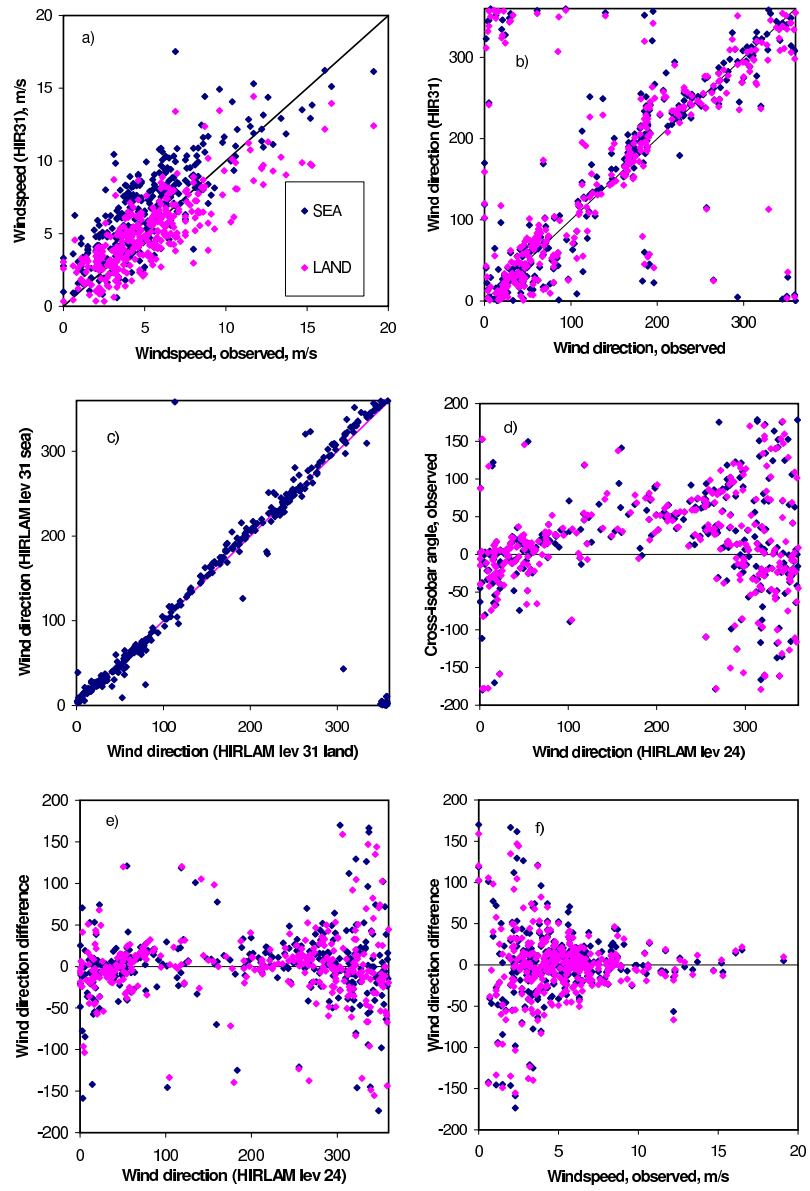 a)
20
15
10
5
0
Windspeed (HIR31), m/s
SEA
LAND
0 5 10 15 20
Windspeed, observed, m/s
b)
300
200
100
0
Wind direction (HIR31)
0 100 200 300
Wind direction, observed
c)
300
200
100
0
Wind direction (HIRLAM lev 31 sea)
0 100 200 300
Wind direction (HIRLAM lev 31 land)
d)
200
150
100
50
0
-50
-100
-150
-200
Cross-isobar angle, observed
0 100 200 300
Wind direction (HIRLAM lev 24)
e)
200
150
100
50
0
-50
-100
-150
-200
Wind direction difference
0 100 200 300
Wind direction (HIRLAM lev 24)
f)
200
150
100
50
0
-50
-100
-150
-200
Wind direction difference
0 5 10 15 20
Windspeed, observed, m/s